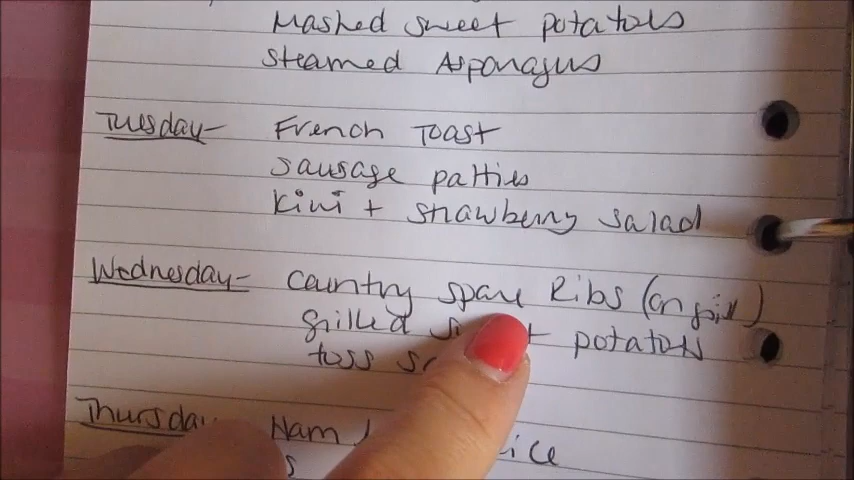 Mashed sweet potatoes
Steamed Asparagus
Tuesday- French Toast
Sausage patties
Kiwi + strawberry salad
Wednesday- Country spare Ribs (on grill)
grilled potatoes
toss
Thursday